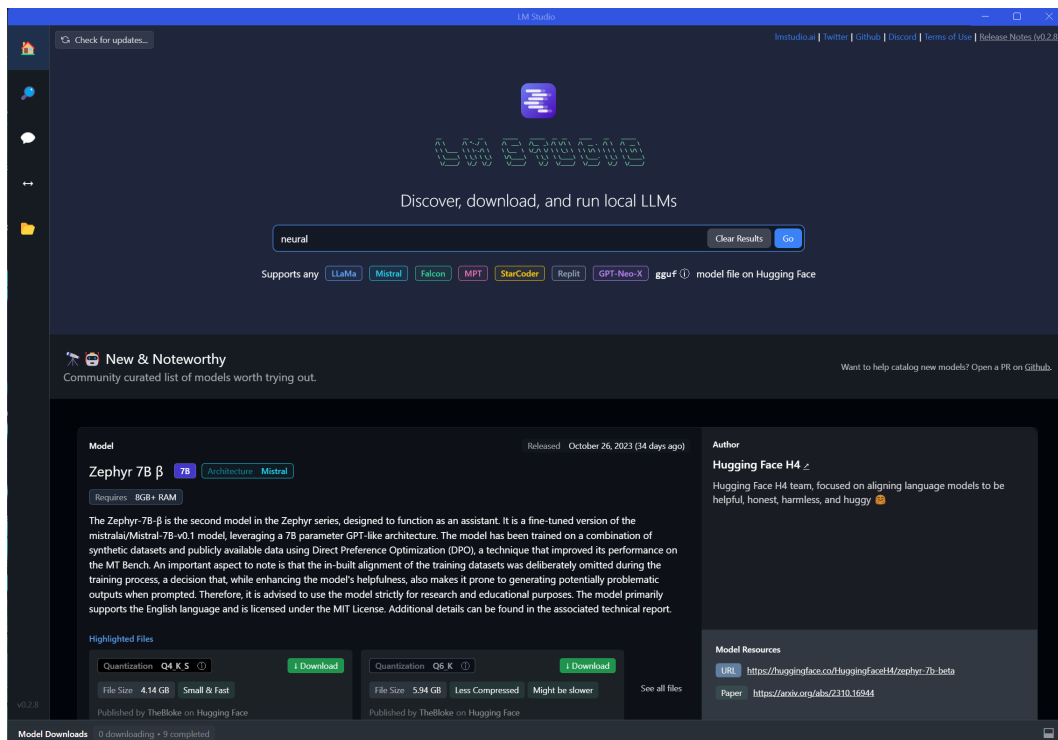 LM Studio
Check for updates...
lmstudio.ai | Twitter | Github | Discord | Terms of Use | Release Notes (v0.2.8
LM STUDIO
Discover, download, and run local LLMs
neural
Clear Results
Go
Supports any LLaMa Mistral Falcon MPT StarCoder Replit GPT-Neo-X gguf ⓘ model file on Hugging Face
New & Noteworthy
Community curated list of models worth trying out.
Want to help catalog new models? Open a PR on Github.
Model
Released October 26, 2023 (34 days ago)
Zephyr 7B β 7B Architecture Mistral
Requires 8GB+ RAM
The Zephyr-7B-β is the second model in the Zephyr series, designed to function as an assistant. It is a fine-tuned version of the
mistralai/Mistral-7B-v0.1 model, leveraging a 7B parameter GPT-like architecture. The model has been trained on a combination of
synthetic datasets and publicly available data using Direct Preference Optimization (DPO), a technique that improved its performance on
the MT Bench. An important aspect to note is that the in-built alignment of the training datasets was deliberately omitted during the
training process, a decision that, while enhancing the model's helpfulness, also makes it prone to generating potentially problematic
outputs when prompted. Therefore, it is advised to use the model strictly for research and educational purposes. The model primarily
supports the English language and is licensed under the MIT License. Additional details can be found in the associated technical report.
Highlighted Files
Quantization Q4_K_S ⓘ
Download
File Size 4.14 GB Small & Fast
Published by TheBloke on Hugging Face
Quantization Q6_K ⓘ
Download
File Size 5.94 GB Less Compressed Might be slower
Published by TheBloke on Hugging Face
See all files
Author
Hugging Face H4
Hugging Face H4 team, focused on aligning language models to be
helpful, honest, harmless, and huggy 🤗
Model Resources
URL https://huggingface.co/HuggingFaceH4/zephyr-7b-beta
Paper https://arxiv.org/abs/2310.16944
v0.2.8
Model Downloads 0 downloading • 9 completed